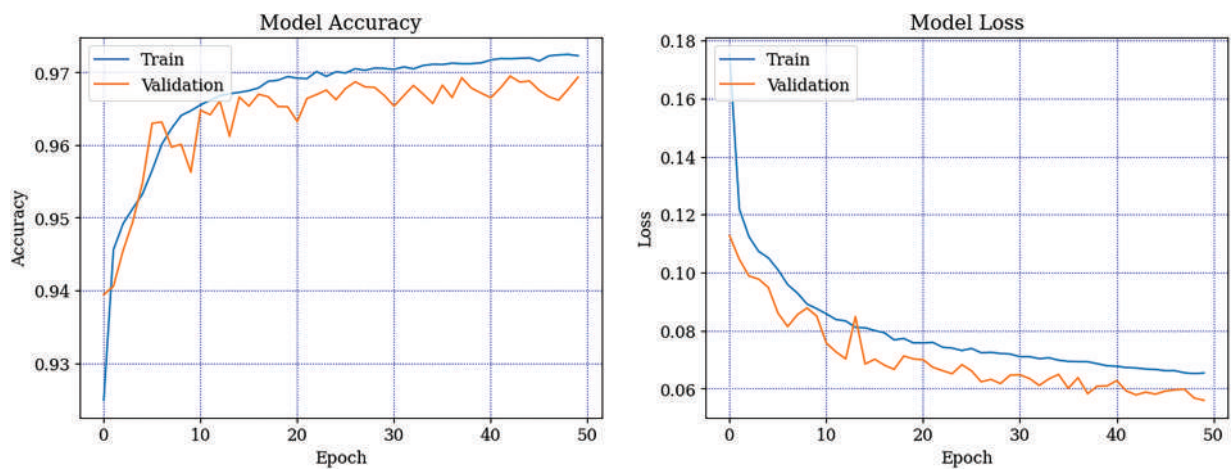 Model Accuracy
Train
Validation
0.97
0.96
0.95
0.94
0.93
Accuracy
0 10 20 30 40 50
Epoch
Model Loss
Train
Validation
0.18
0.16
0.14
0.12
0.10
0.08
0.06
Loss
0 10 20 30 40 50
Epoch